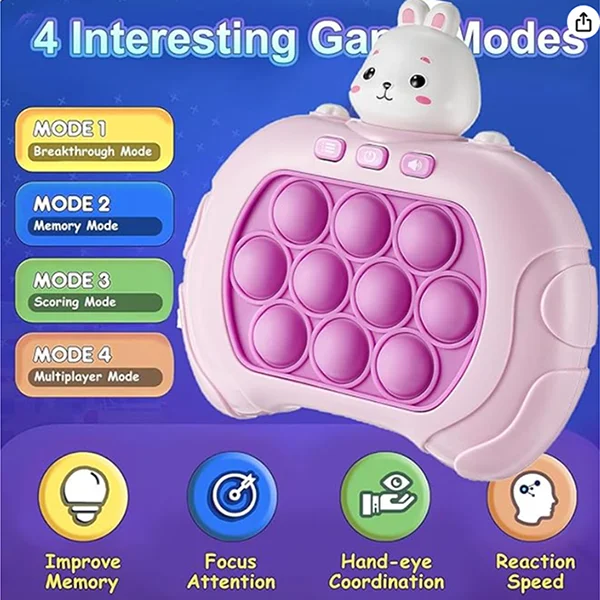 4 Interesting Game Modes
MODE 1
Breakthrough Mode
MODE 2
Memory Mode
MODE 3
Scoring Mode
MODE 4
Multiplayer Mode
Improve
Memory
Focus
Attention
Hand-eye
Coordination
Reaction
Speed